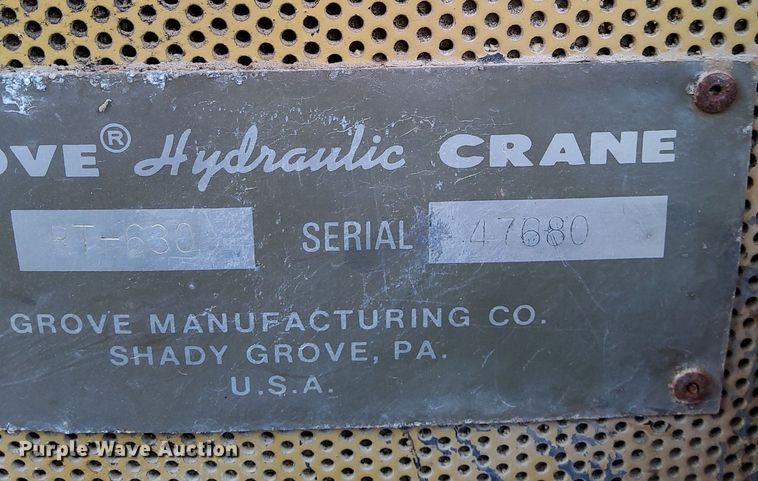 OVE® Hydraulic CRANE
RT-630 SERIAL 47680
GROVE MANUFACTURING CO.
SHADY GROVE, PA.
U.S.A.
Purple Wave Auction